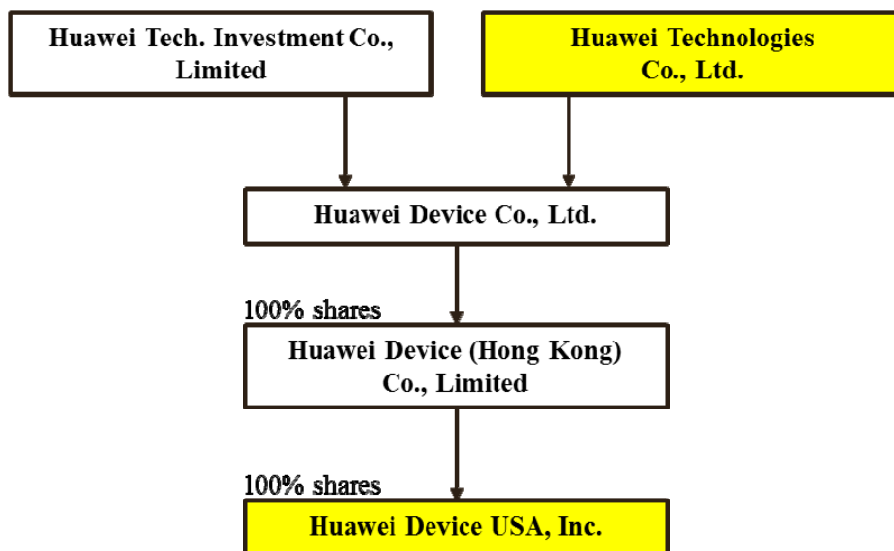 Huawei Tech. Investment Co.,
Limited
Huawei Technologies
Co., Ltd.
Huawei Device Co., Ltd.
100% shares
Huawei Device (Hong Kong)
Co., Limited
100% shares
Huawei Device USA, Inc.